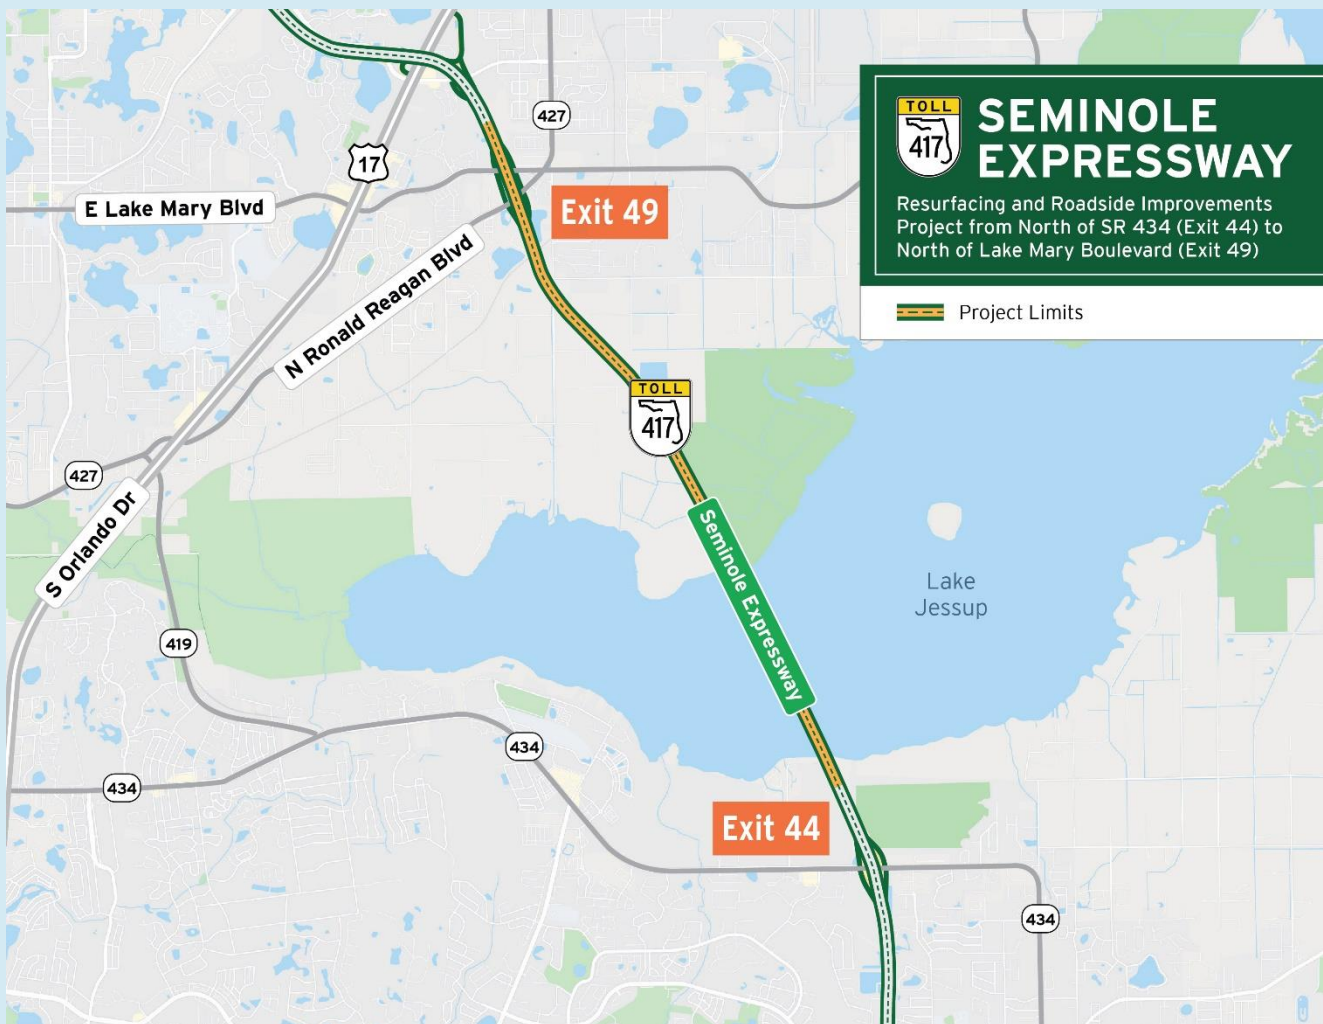 TOLL
417
SEMINOLE
EXPRESSWAY
Resurfacing and Roadside Improvements
Project from North of SR 434 (Exit 44) to
North of Lake Mary Boulevard (Exit 49)
Project Limits
427
17
E Lake Mary Blvd
Exit 49
N Ronald Reagan Blvd
TOLL
417
427
S Orlando Dr
Seminole Expressway
Lake
Jessup
419
434
434
Exit 44
434